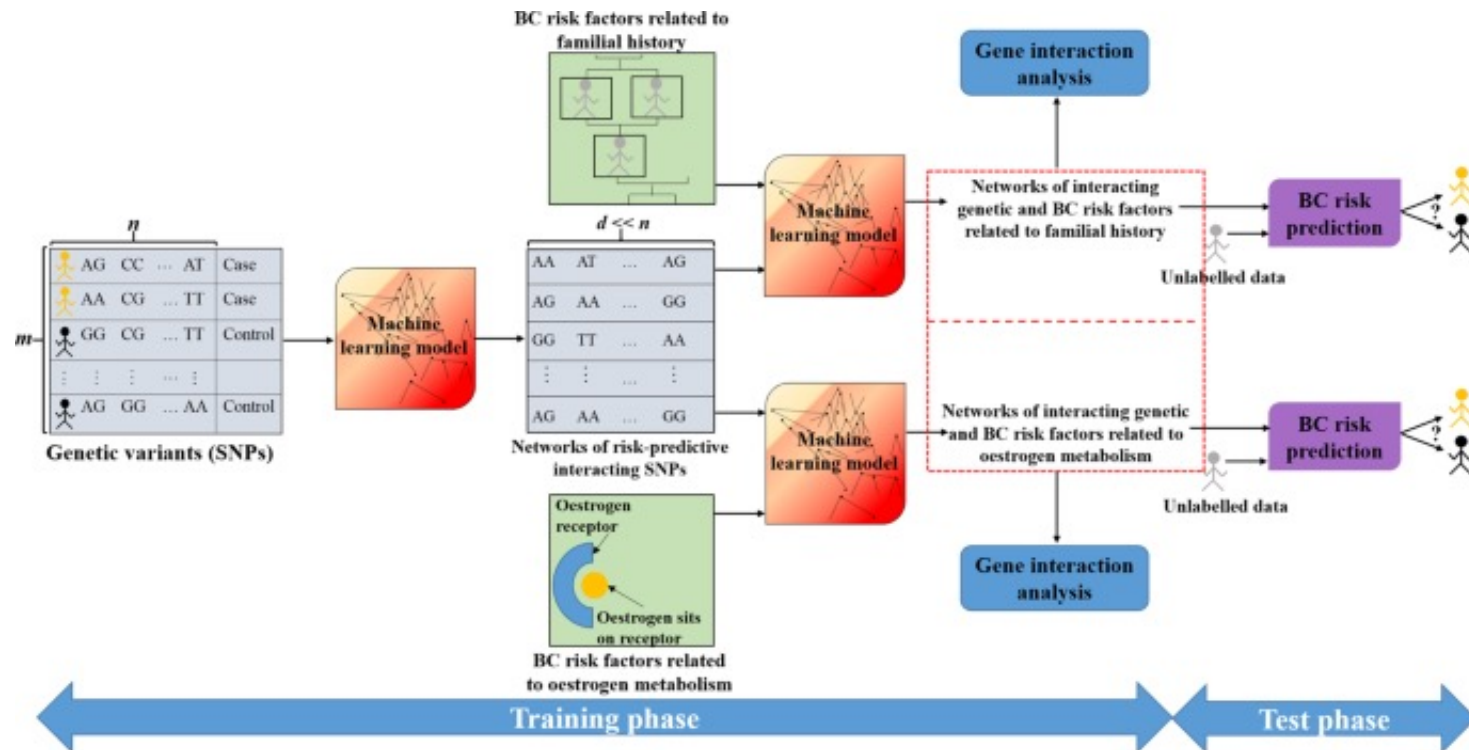 BC risk factors related to
familial history
Gene interaction
analysis
n
d << n
m
AG CC ... AT Case
AA CG ... TT Case
GG CG ... TT Control
⋮ ⋮ ⋮ ... ⋮
AG GG ... AA Control
Genetic variants (SNPs)
Machine
learning model
AA AT ... AG
AG AA ... GG
GG TT ... AA
⋮ ⋮ ... ⋮
AG AA ... GG
Networks of risk-predictive
interacting SNPs
Machine
learning model
Networks of interacting
genetic and BC risk factors
related to familial history
Unlabelled data
BC risk
prediction
?
Machine
learning model
Networks of interacting genetic
and BC risk factors related to
oestrogen metabolism
Unlabelled data
BC risk
prediction
?
Oestrogen
receptor
Oestrogen sits
on receptor
BC risk factors related
to oestrogen metabolism
Gene interaction
analysis
Training phase
Test phase